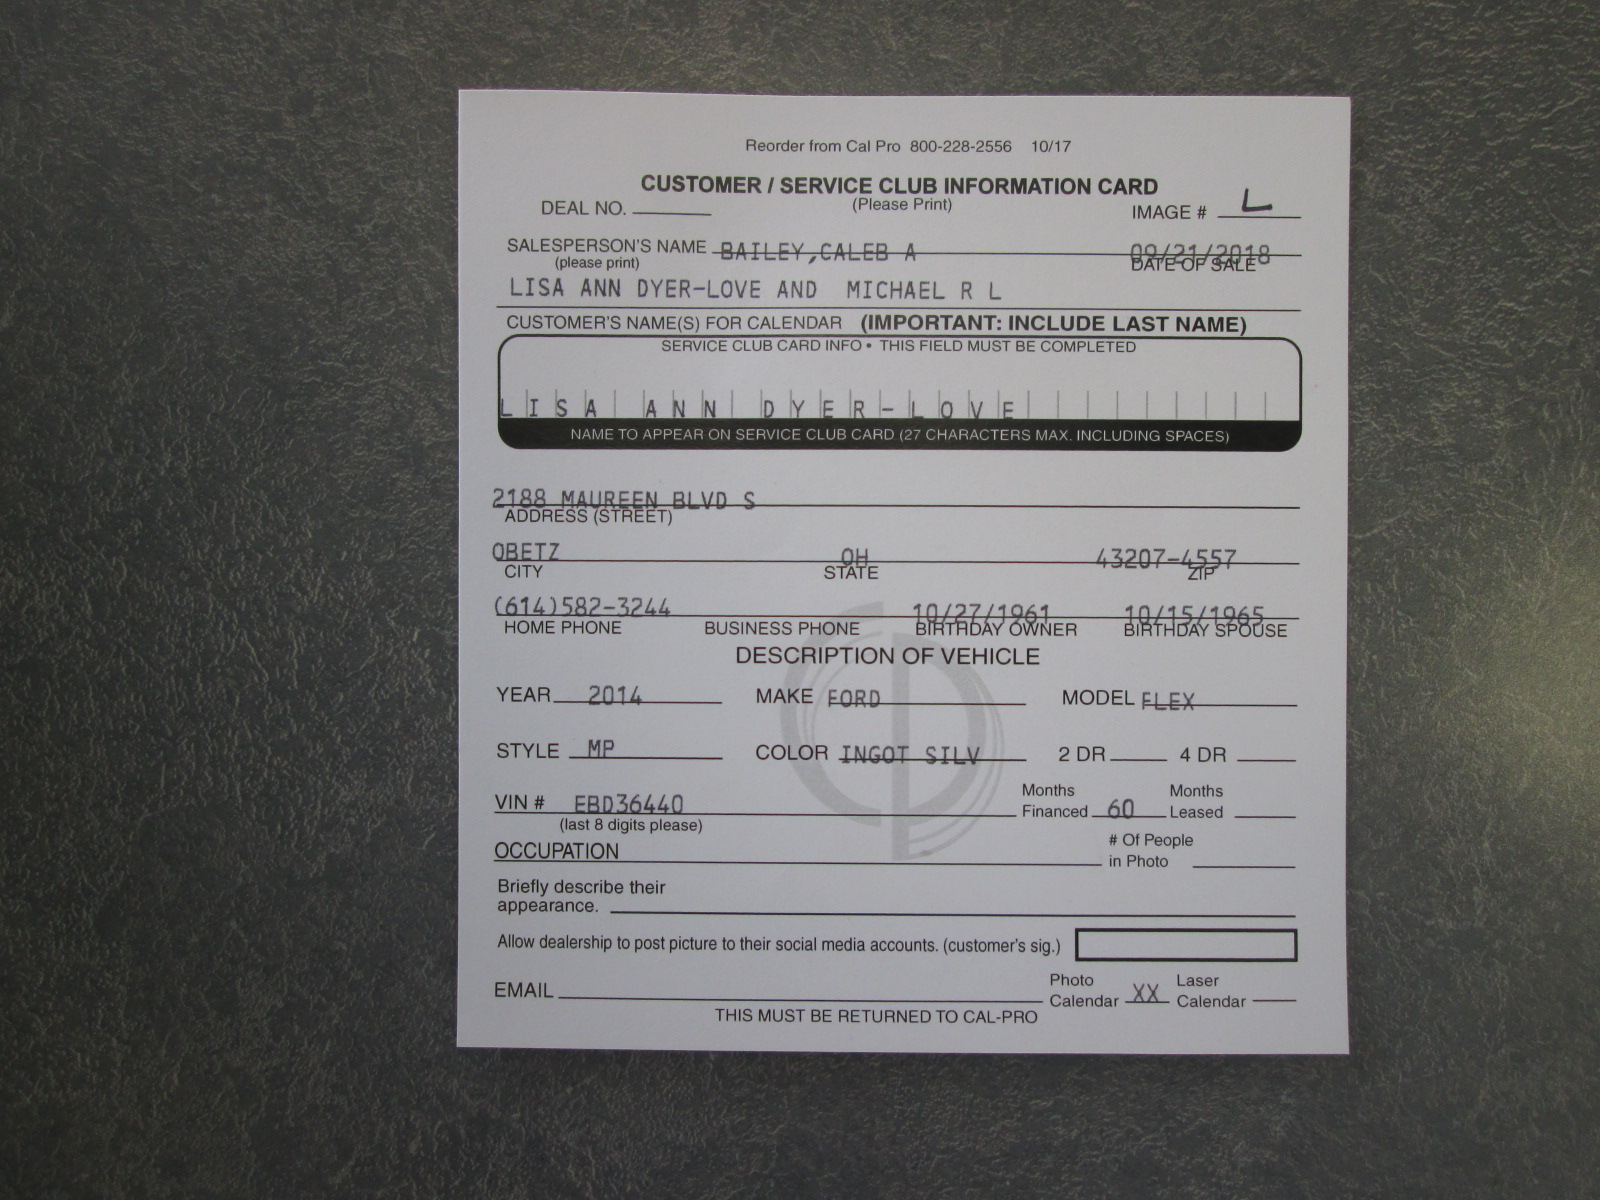 Reorder from Cal Pro 800-228-2556 10/17
CUSTOMER / SERVICE CLUB INFORMATION CARD
DEAL NO. (Please Print) IMAGE # L
SALESPERSON'S NAME BAILEY,CALEB A 09/21/2018
(please print) DATE OF SALE
LISA ANN DYER-LOVE AND MICHAEL R L
CUSTOMER'S NAME(S) FOR CALENDAR (IMPORTANT: INCLUDE LAST NAME)
SERVICE CLUB CARD INFO • THIS FIELD MUST BE COMPLETED
LISA ANN DYER-LOVE
NAME TO APPEAR ON SERVICE CLUB CARD (27 CHARACTERS MAX. INCLUDING SPACES)
2188 MAUREEN BLVD S
ADDRESS (STREET)
OBETZ OH 43207-4557
CITY STATE ZIP
(614)582-3244 10/27/1961 10/15/1965
HOME PHONE BUSINESS PHONE BIRTHDAY OWNER BIRTHDAY SPOUSE
DESCRIPTION OF VEHICLE
YEAR 2014 MAKE FORD MODEL FLEX
STYLE MP COLOR INGOT SILV 2 DR 4 DR
Months Months
VIN # EBD36440 Financed 60 Leased
(last 8 digits please)
# Of People
OCCUPATION in Photo
Briefly describe their
appearance.
Allow dealership to post picture to their social media accounts. (customer's sig.)
Photo Laser
EMAIL Calendar XX Calendar
THIS MUST BE RETURNED TO CAL-PRO